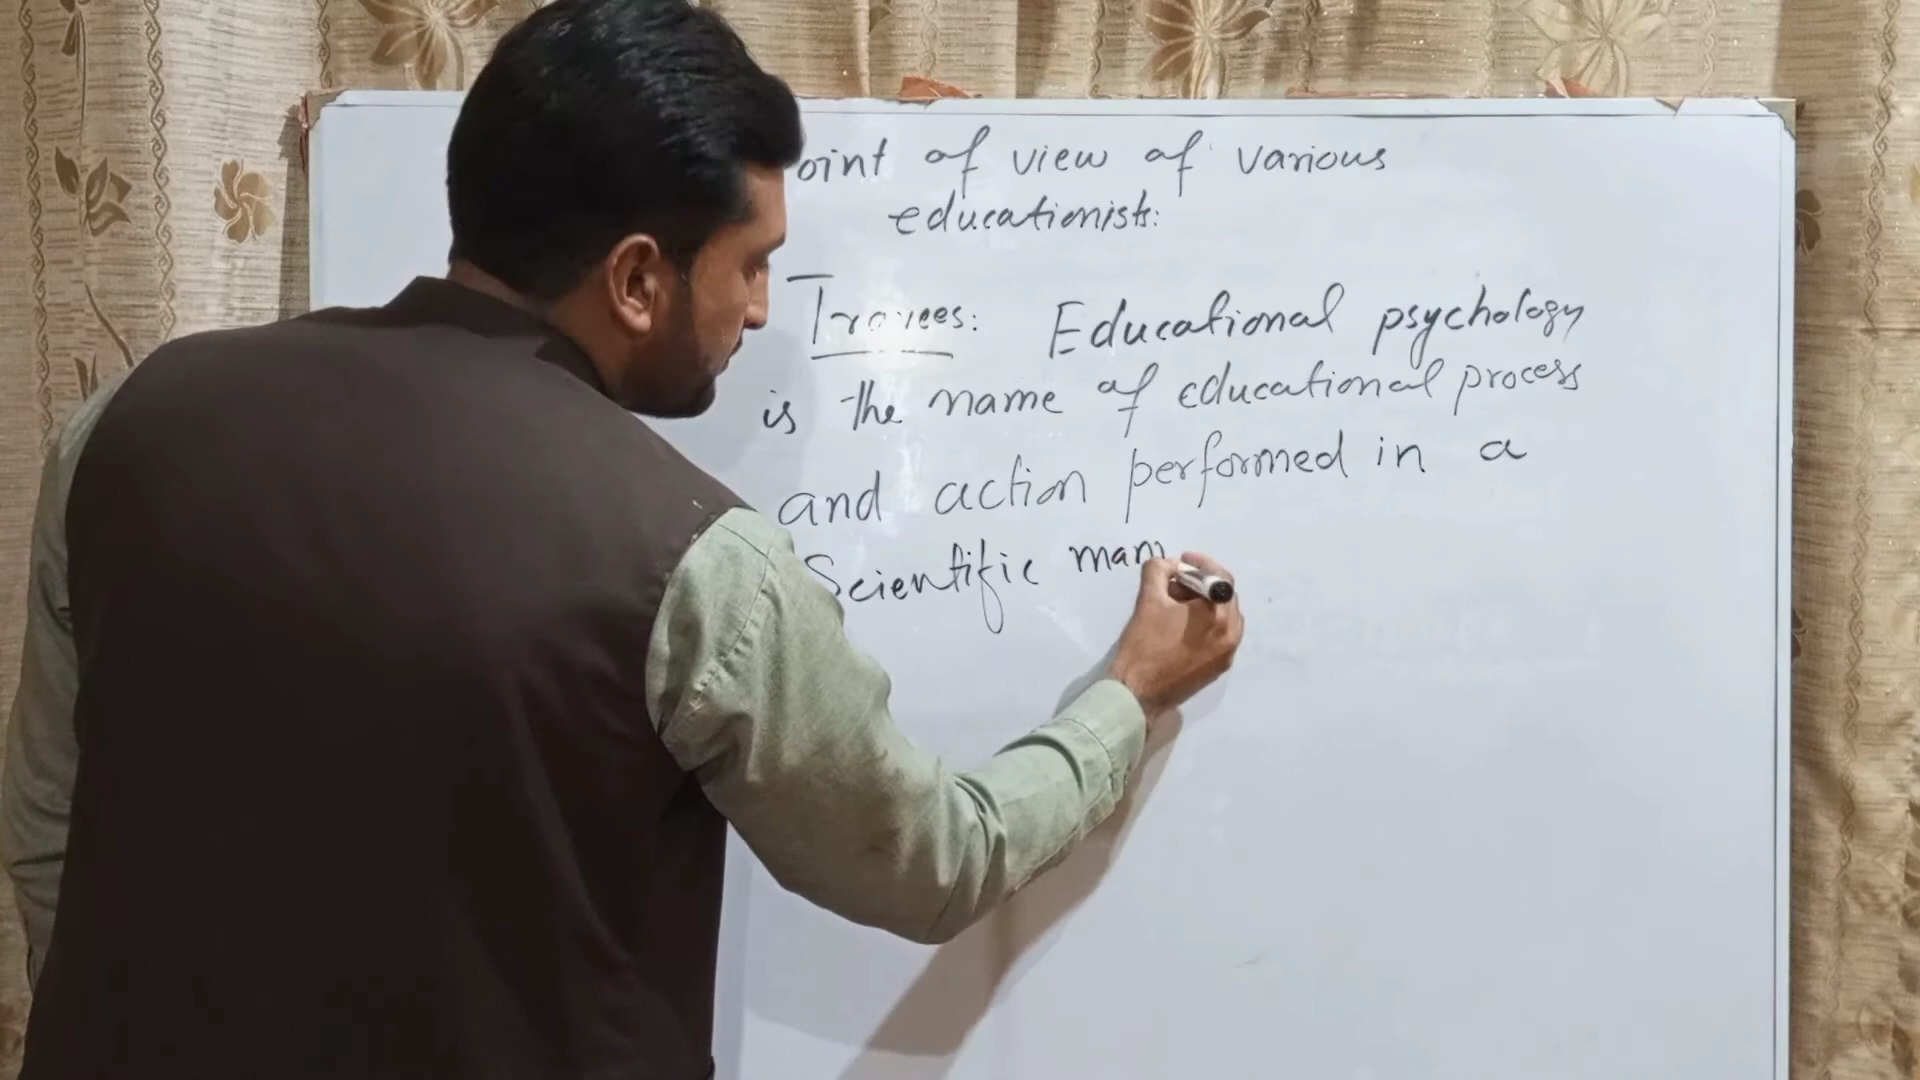 oint of view of various
educationists:
Travees: Educational psychology
is the name of educational process
and action performed in a
Scientific man